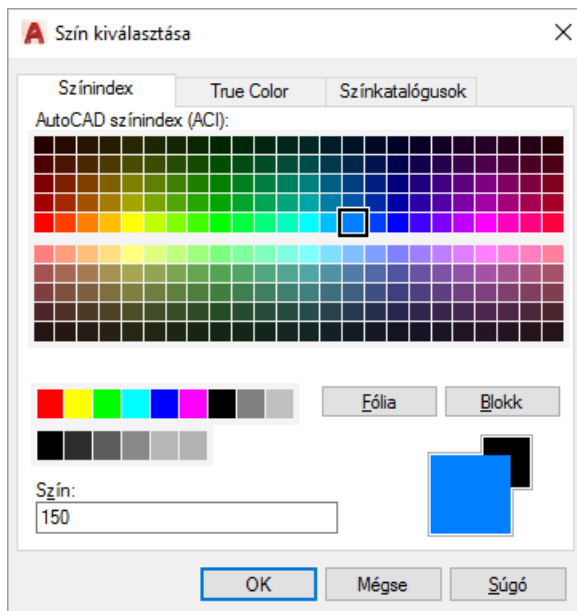 Szín kiválasztása
Színindex True Color Színkatalógusok
AutoCAD színindex (ACI):
Fólia Blokk
Szín:
150
OK Mégse Súgó